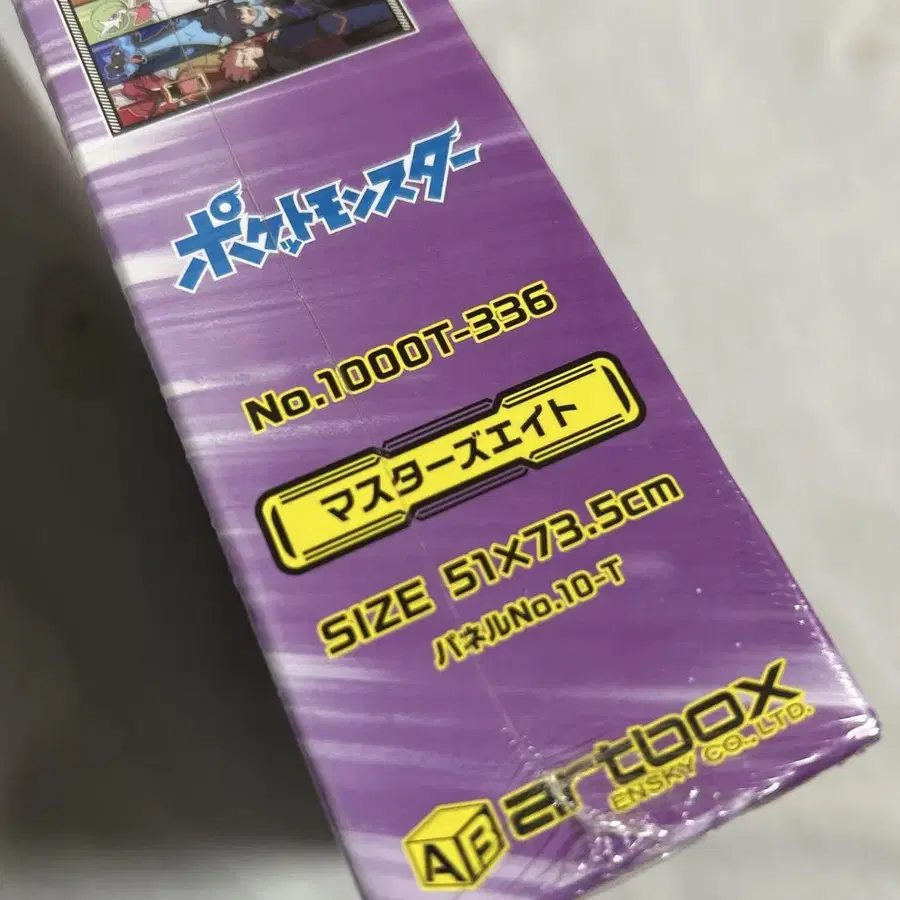 ポケットモンスター
No.1000T-336
マスターズエイト
SIZE 51×73.5cm
パネルNo.10-T
AB artbox
ENSKY CO.,LTD.